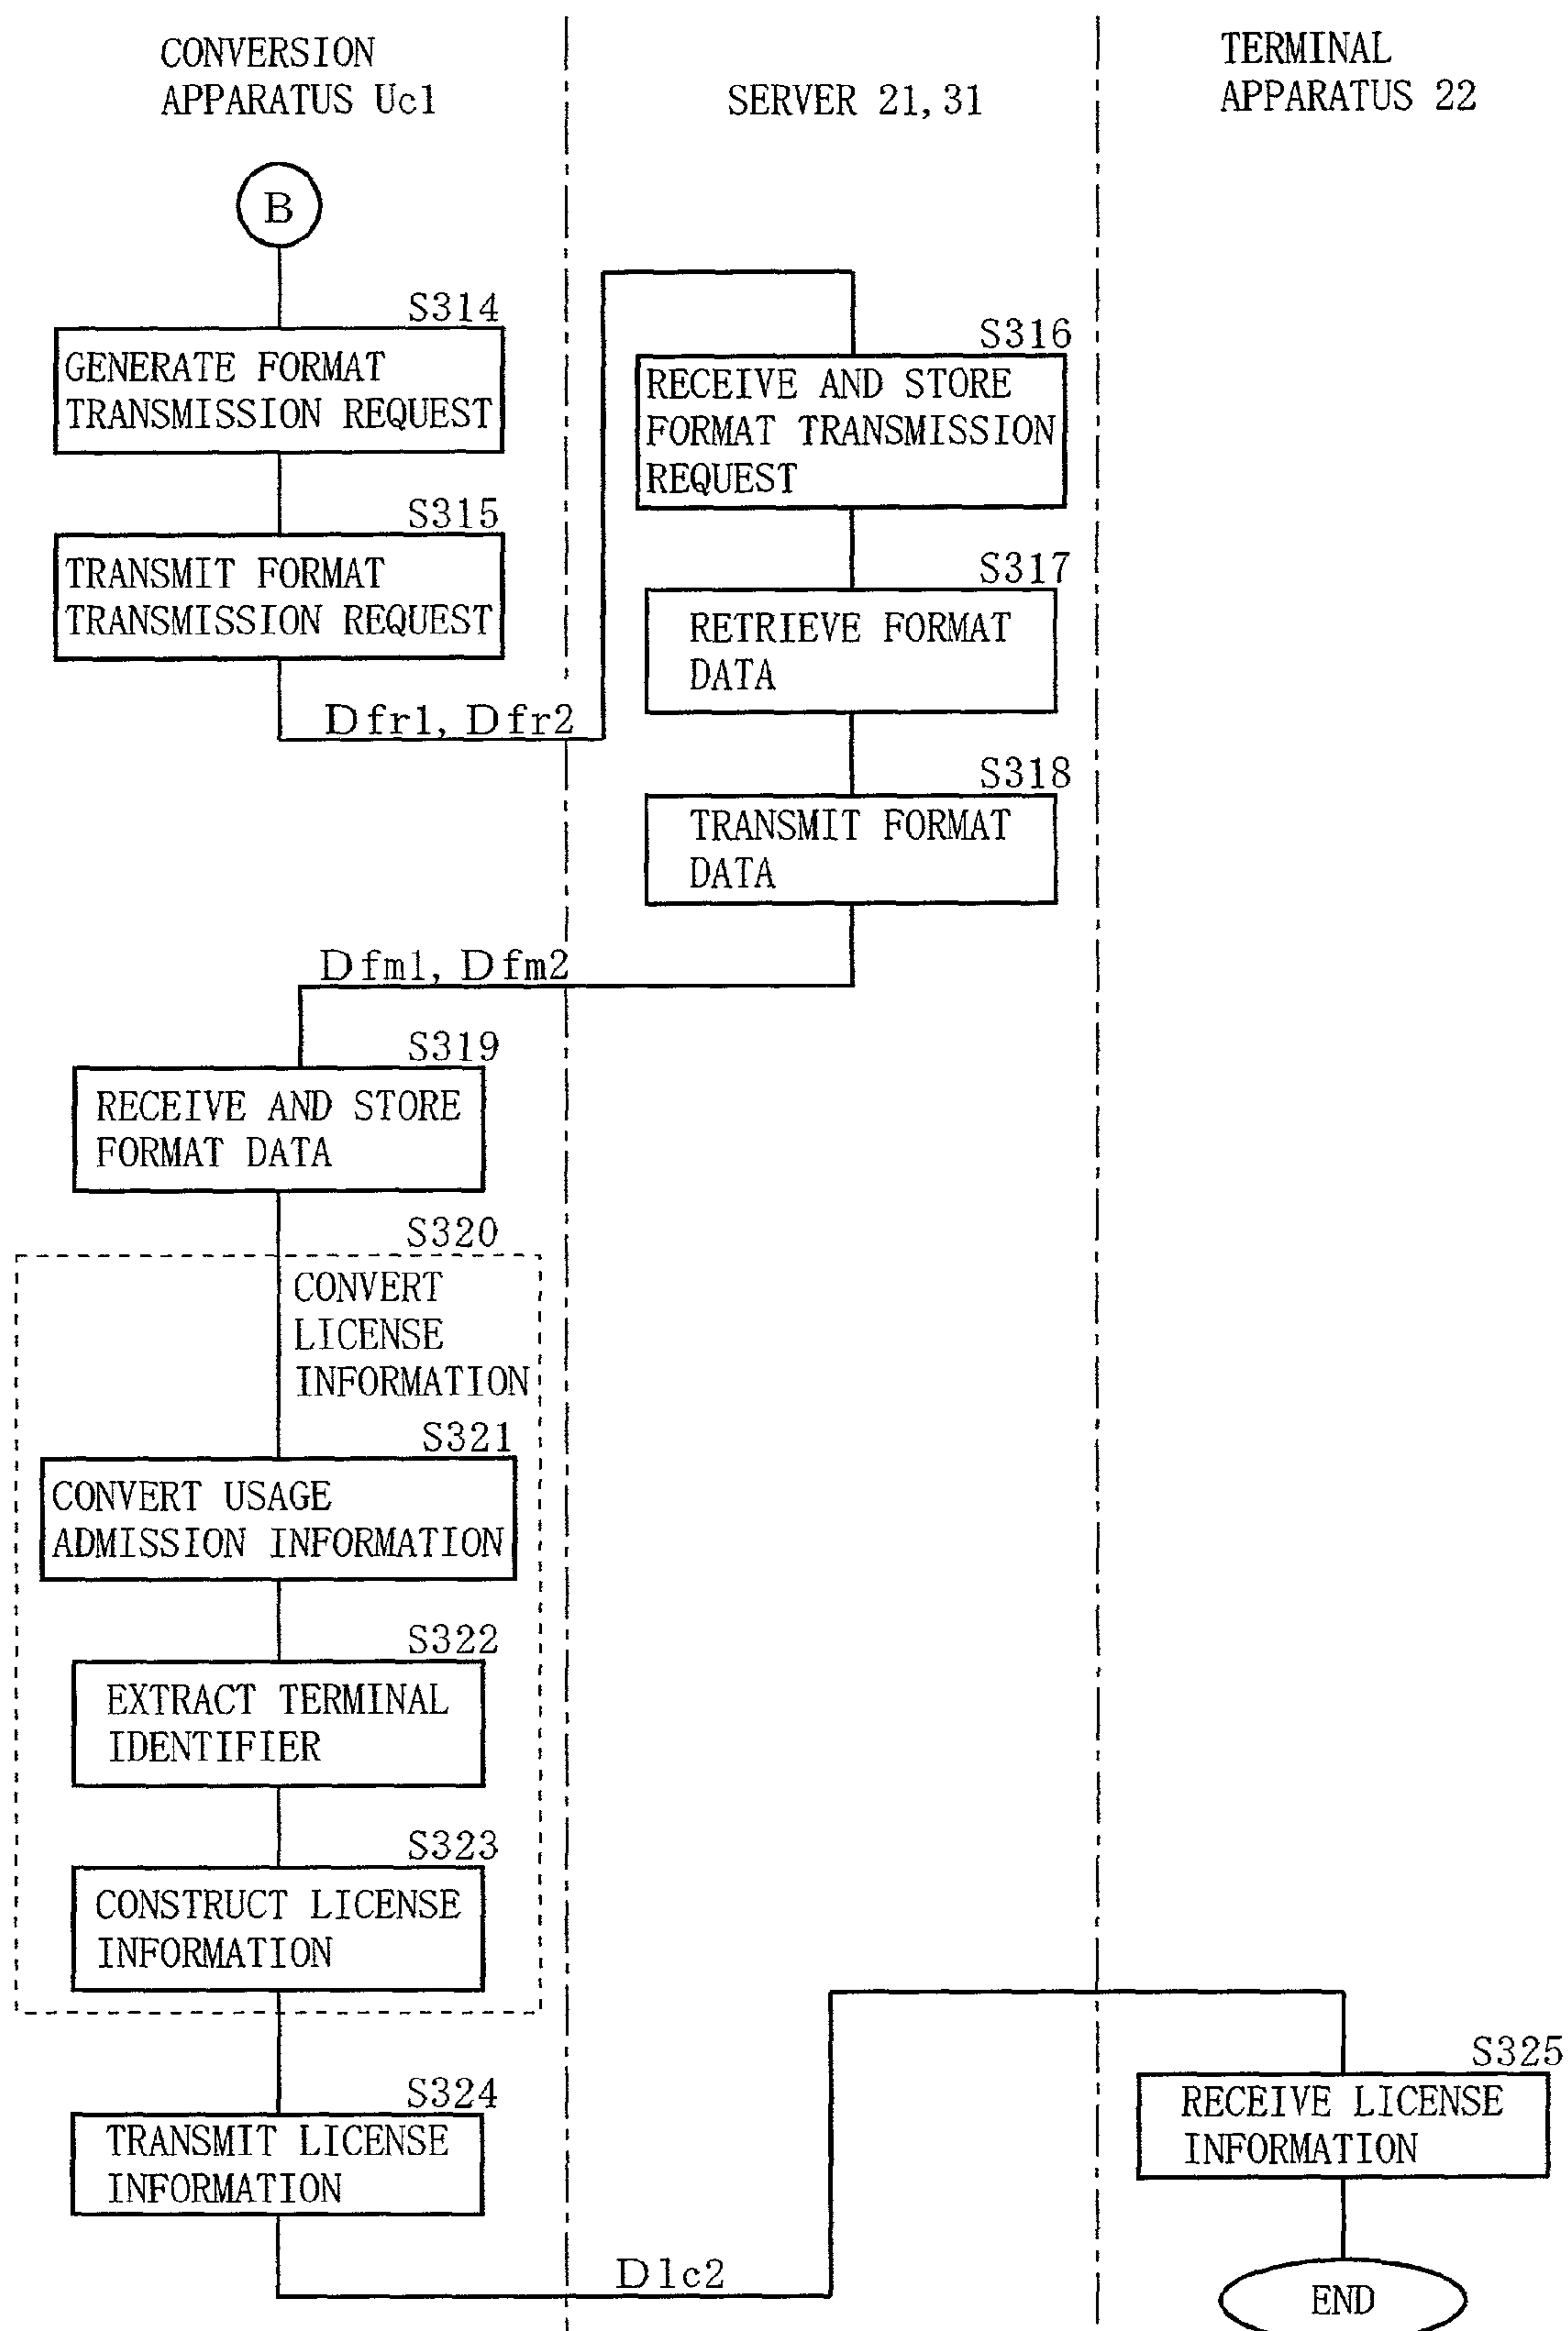 CONVERSION
APPARATUS Uc1
SERVER 21,31
TERMINAL
APPARATUS 22
B
S314
GENERATE FORMAT
TRANSMISSION REQUEST
S315
TRANSMIT FORMAT
TRANSMISSION REQUEST
Dfr1, Dfr2
S316
RECEIVE AND STORE
FORMAT TRANSMISSION
REQUEST
S317
RETRIEVE FORMAT
DATA
S318
TRANSMIT FORMAT
DATA
Dfm1, Dfm2
S319
RECEIVE AND STORE
FORMAT DATA
S320
CONVERT
LICENSE
INFORMATION
S321
CONVERT USAGE
ADMISSION INFORMATION
S322
EXTRACT TERMINAL
IDENTIFIER
S323
CONSTRUCT LICENSE
INFORMATION
S324
TRANSMIT LICENSE
INFORMATION
Dlc2
S325
RECEIVE LICENSE
INFORMATION
END